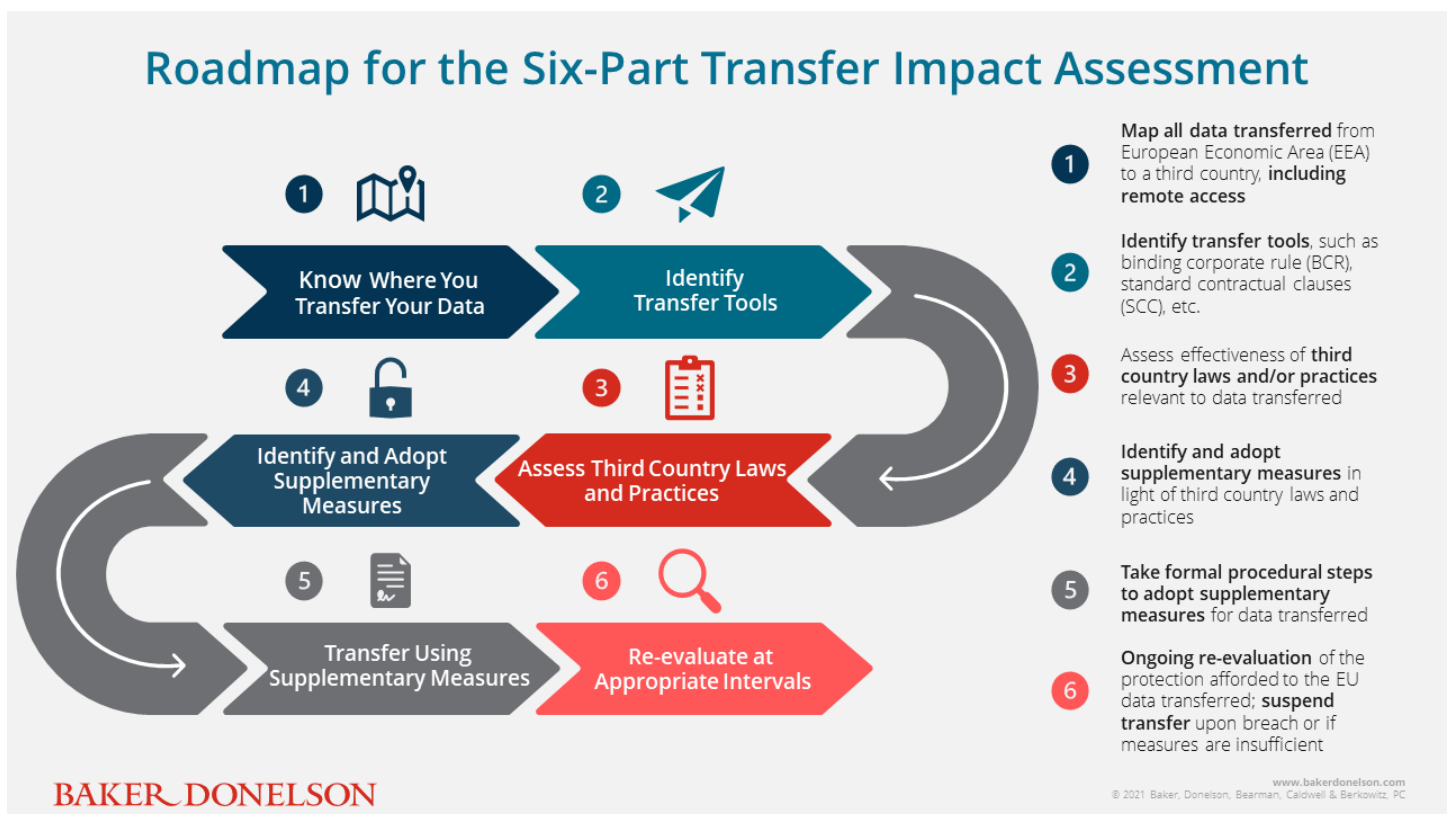 Roadmap for the Six-Part Transfer Impact Assessment
1
2
Know Where You
Transfer Your Data
Identify
Transfer Tools
4
3
Identify and Adopt
Supplementary
Measures
Assess Third Country Laws
and Practices
5
6
Transfer Using
Supplementary Measures
Re-evaluate at
Appropriate Intervals
1
Map all data transferred from
European Economic Area (EEA)
to a third country, including
remote access
2
Identify transfer tools, such as
binding corporate rule (BCR),
standard contractual clauses
(SCC), etc.
3
Assess effectiveness of third
country laws and/or practices
relevant to data transferred
4
Identify and adopt
supplementary measures in
light of third country laws and
practices
5
Take formal procedural steps
to adopt supplementary
measures for data transferred
6
Ongoing re-evaluation of the
protection afforded to the EU
data transferred; suspend
transfer upon breach or if
measures are insufficient
BAKER DONELSON
www.bakerdonelson.com
© 2021 Baker, Donelson, Bearman, Caldwell & Berkowitz, PC